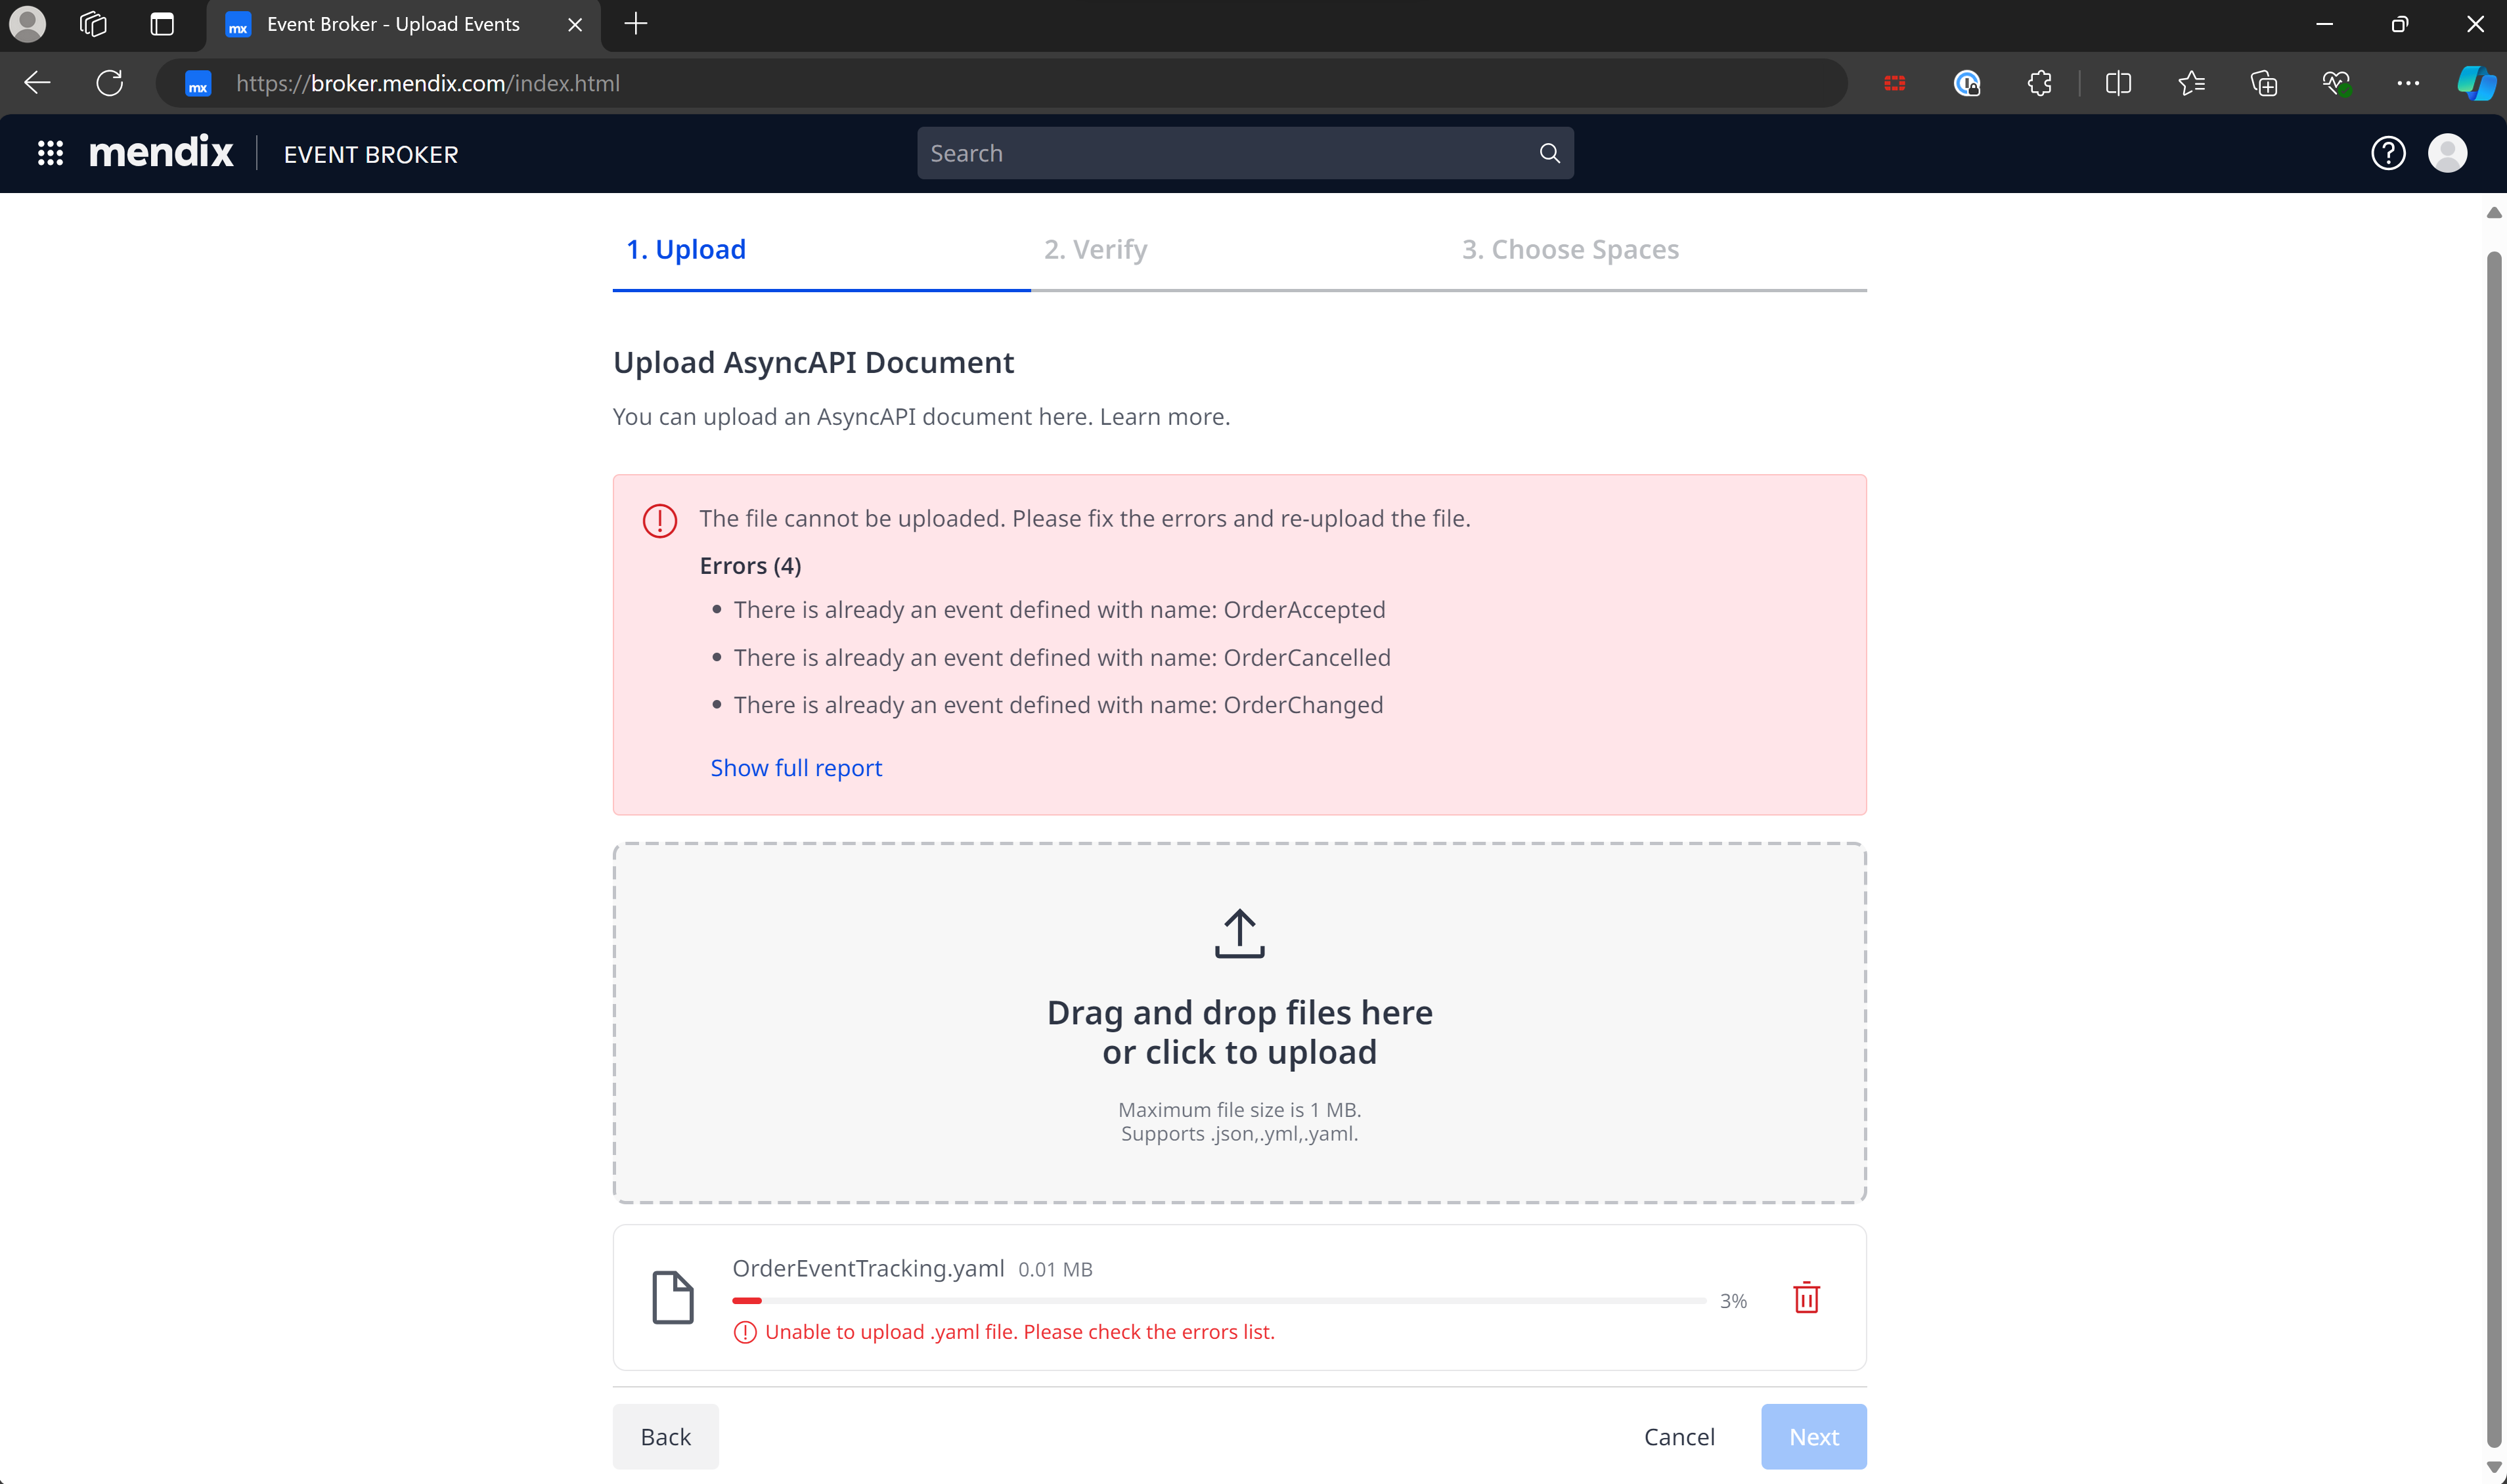 Event Broker - Upload Events
https://broker.mendix.com/index.html
mendix
EVENT BROKER
Search
1. Upload
2. Verify
3. Choose Spaces
Upload AsyncAPI Document
You can upload an AsyncAPI document here. Learn more.
The file cannot be uploaded. Please fix the errors and re-upload the file.
Errors (4)
There is already an event defined with name: OrderAccepted
There is already an event defined with name: OrderCancelled
There is already an event defined with name: OrderChanged
Show full report
Drag and drop files here
or click to upload
Maximum file size is 1 MB.
Supports .json,.yml,.yaml.
OrderEventTracking.yaml 0.01 MB
3%
Unable to upload .yaml file. Please check the errors list.
Back
Cancel
Next